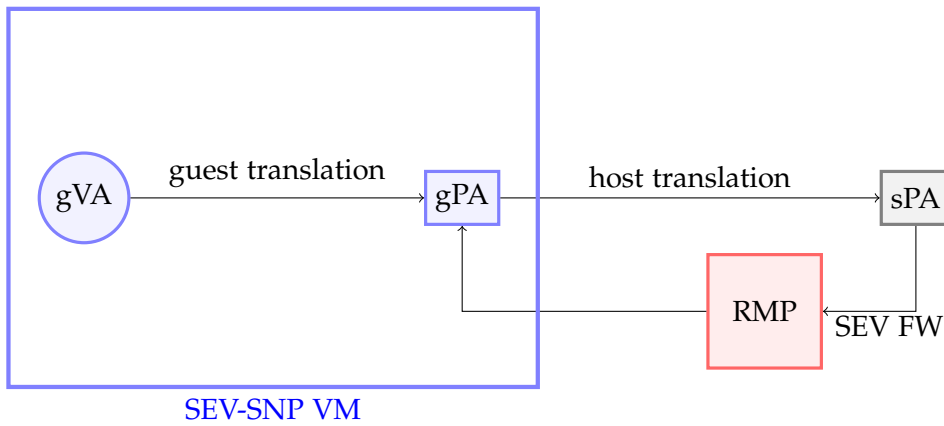 guest translation
host translation
gVA
gPA
sPA
RMP
SEV FW
SEV-SNP VM